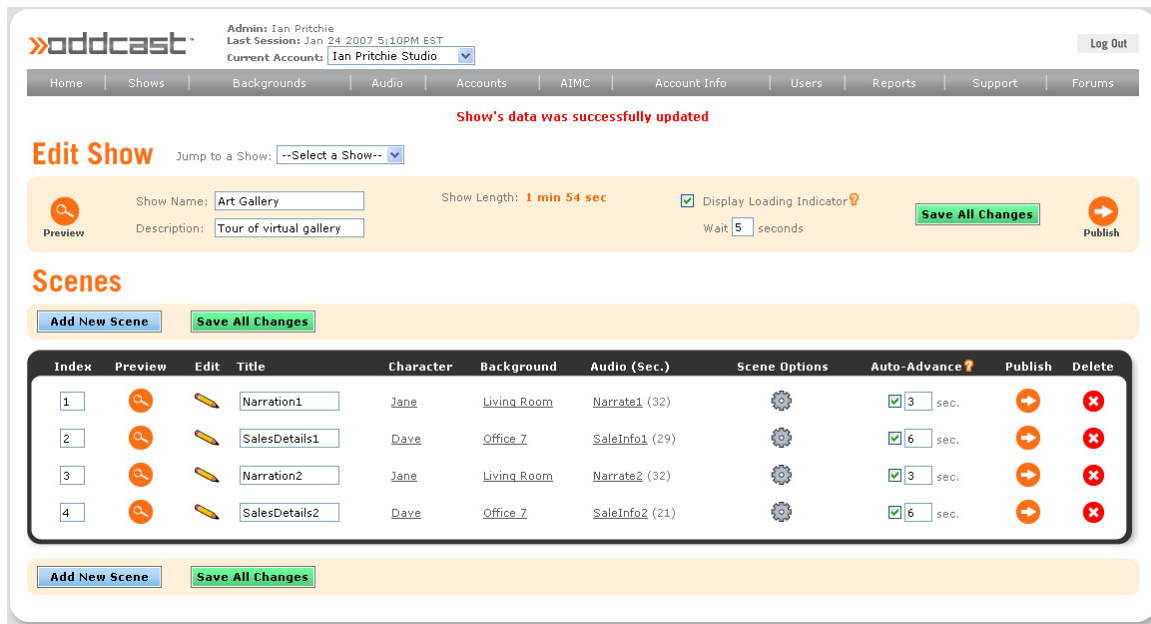 Admin: Ian Pritchie
»oddcast Last Session: Jan 24 2007 5:10PM EST
Current Account: Ian Pritchie Studio
Log Out
Home Shows Backgrounds Audio Accounts AIMC Account Info Users Reports Support Forums
Show's data was successfully updated
Edit Show Jump to a Show: --Select a Show--
Show Name: Art Gallery Show Length: 1 min 54 sec Display Loading Indicator?
Preview Description: Tour of virtual gallery Wait 5 seconds Save All Changes Publish
Scenes
Add New Scene Save All Changes
Index Preview Edit Title Character Background Audio (Sec.) Scene Options Auto-Advance? Publish Delete
1 Narration1 Jane Living Room Narrate1 (32) 3 sec.
2 SalesDetails1 Dave Office 7 SaleInfo1 (29) 6 sec.
3 Narration2 Jane Living Room Narrate2 (32) 3 sec.
4 SalesDetails2 Dave Office 7 SaleInfo2 (21) 6 sec.
Add New Scene Save All Changes